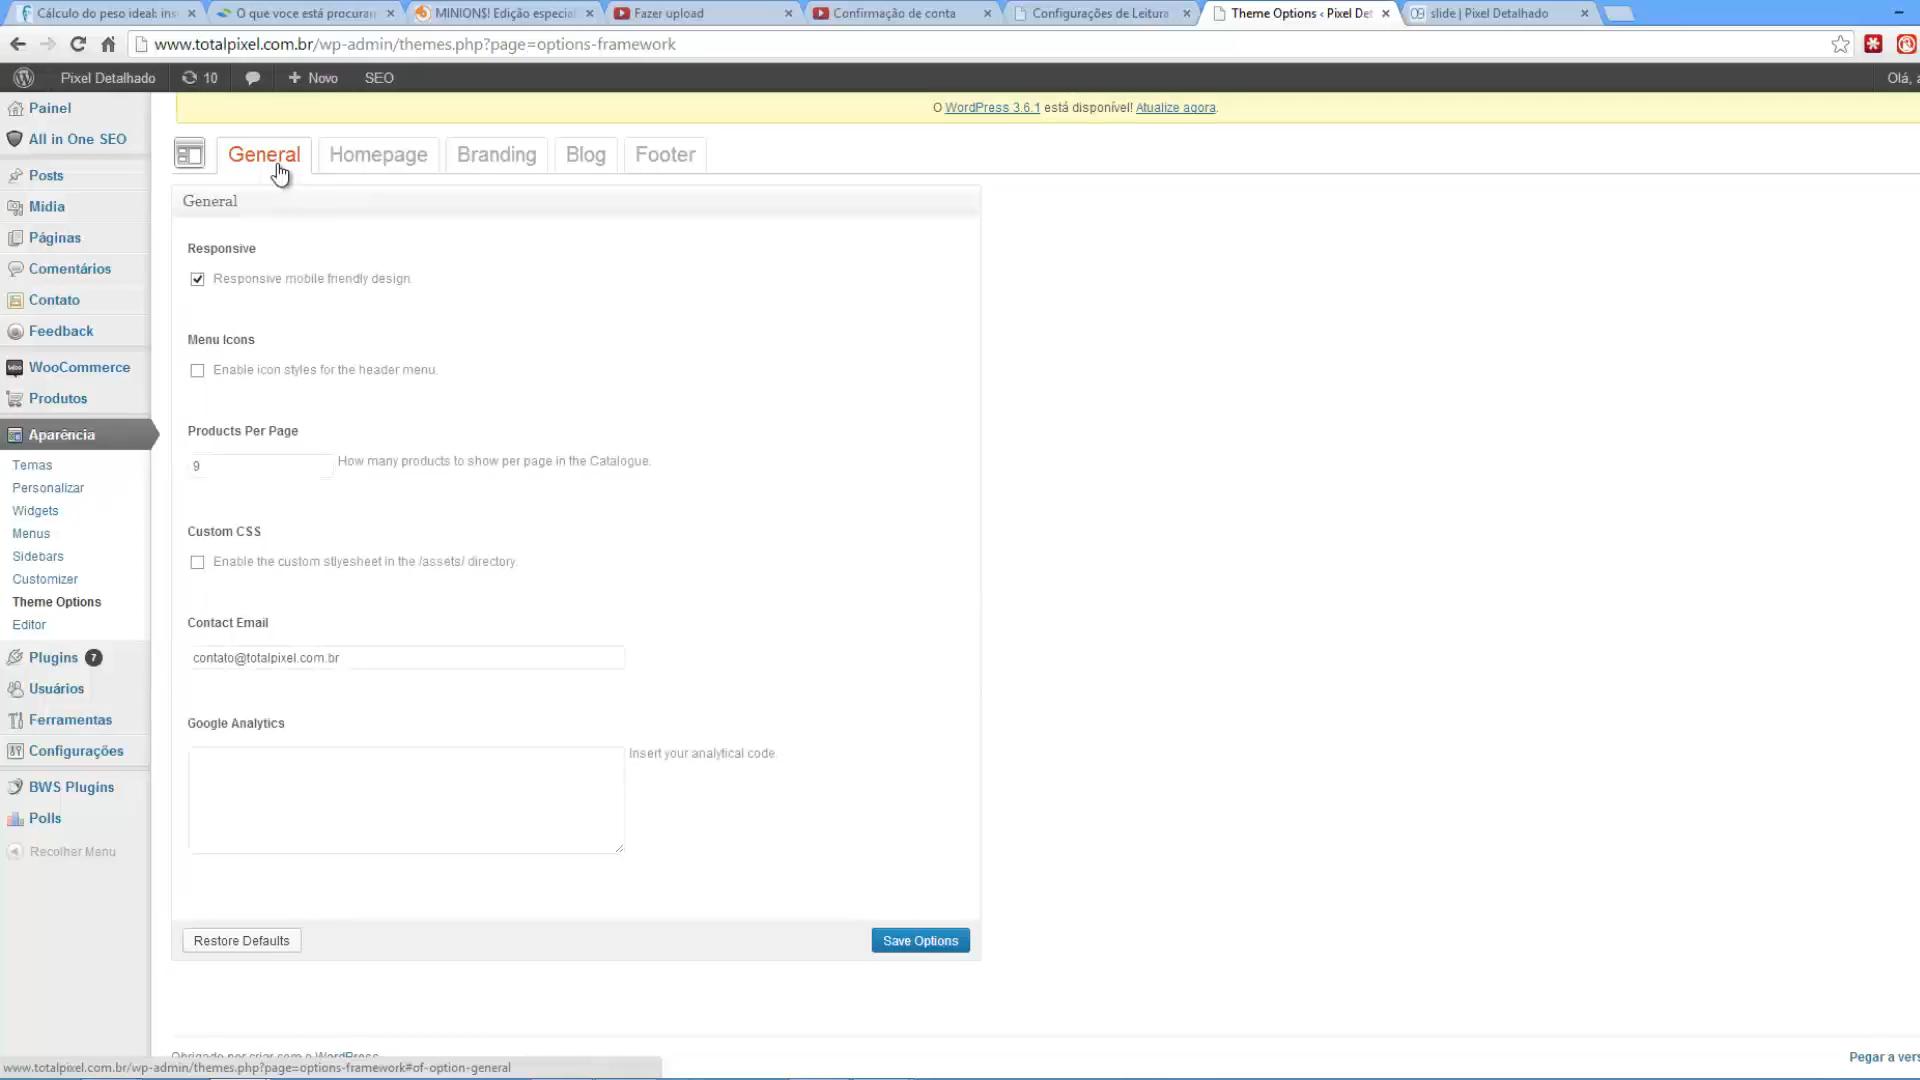 Cálculo do peso ideal: ins
O que voce está procuran
MINION$! Edição especial
Fazer upload
Confirmação de conta
Configurações de Leitura
Theme Options ‹ Pixel Det
slide | Pixel Detalhado
www.totalpixel.com.br/wp-admin/themes.php?page=options-framework
Pixel Detalhado
10
Novo
SEO
Olá, a
O WordPress 3.6.1 está disponível! Atualize agora.
Painel
All in One SEO
Posts
Mídia
Páginas
Comentários
Contato
Feedback
WooCommerce
Produtos
Aparência
Temas
Personalizar
Widgets
Menus
Sidebars
Customizer
Theme Options
Editor
Plugins 7
Usuários
Ferramentas
Configurações
BWS Plugins
Polls
Recolher Menu
General
Homepage
Branding
Blog
Footer
General
Responsive
Responsive mobile friendly design.
Menu Icons
Enable icon styles for the header menu.
Products Per Page
9
How many products to show per page in the Catalogue.
Custom CSS
Enable the custom stlyesheet in the /assets/ directory.
Contact Email
contato@totalpixel.com.br
Google Analytics
Insert your analytical code.
Restore Defaults
Save Options
Obrigado por criar com o WordPress.
Pegar a vers
www.totalpixel.com.br/wp-admin/themes.php?page=options-framework#of-option-general